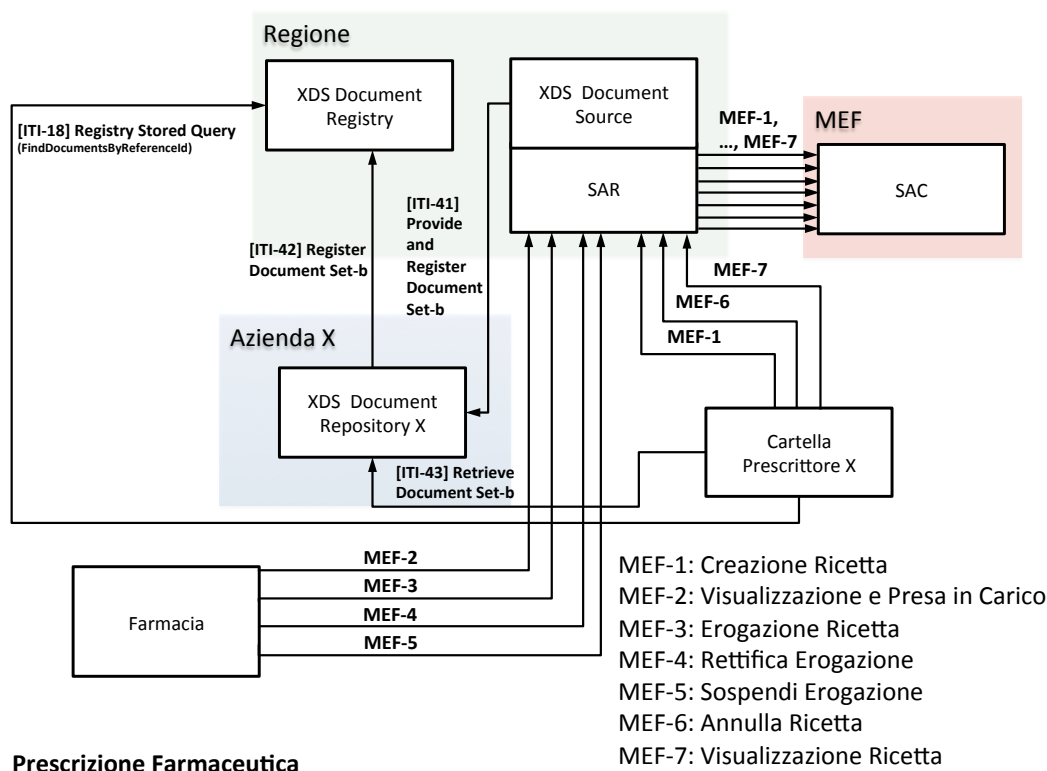 Regione
XDS Document
Registry
XDS Document
Source
SAR
[ITI-18] Registry Stored Query
(FindDocumentsByReferenceId)
MEF-1,
..., MEF-7
MEF
SAC
[ITI-41]
Provide
and
Register
Document
Set-b
[ITI-42] Register
Document Set-b
MEF-7
MEF-6
MEF-1
Azienda X
XDS Document
Repository X
[ITI-43] Retrieve
Document Set-b
Cartella
Prescrittore X
Farmacia
MEF-2
MEF-3
MEF-4
MEF-5
MEF-1: Creazione Ricetta
MEF-2: Visualizzazione e Presa in Carico
MEF-3: Erogazione Ricetta
MEF-4: Rettifica Erogazione
MEF-5: Sospendi Erogazione
MEF-6: Annulla Ricetta
MEF-7: Visualizzazione Ricetta
Prescrizione Farmaceutica